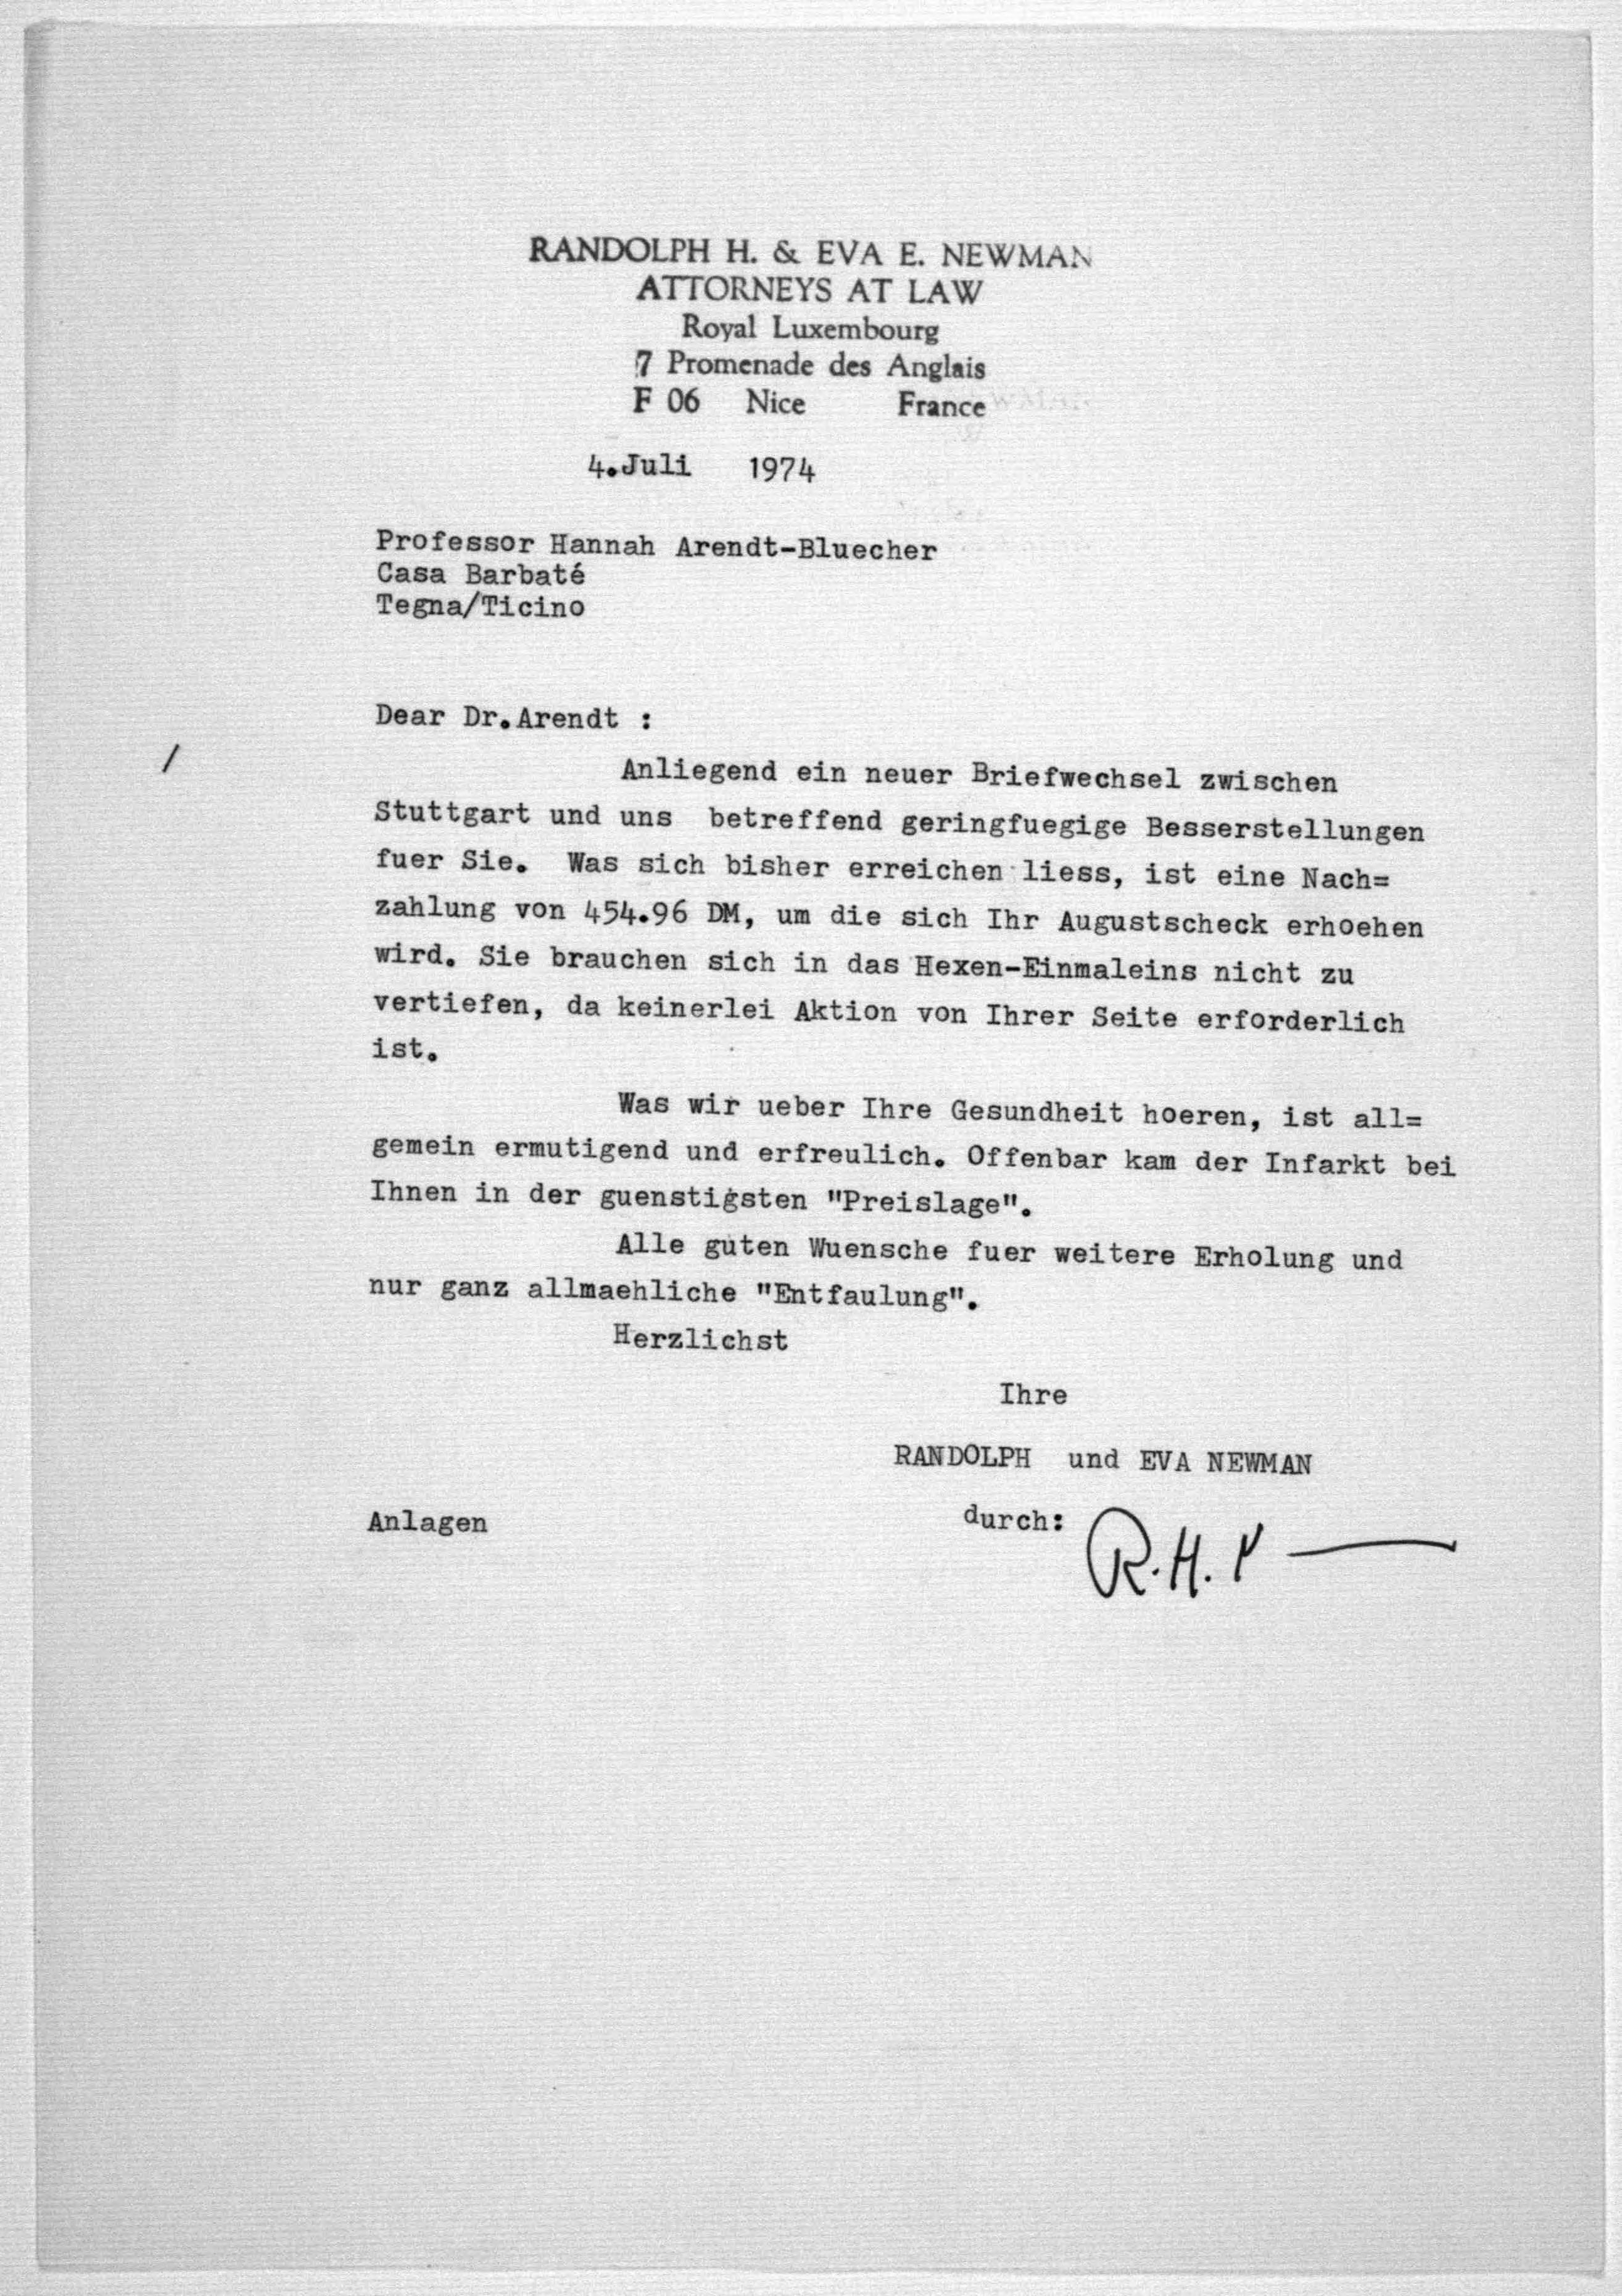 RANDOLPH H. & EVA E. NEWMAN
ATTORNEYS AT LAW
Royal Luxembourg
7 Promenade des Anglais
F 06 Nice France
4.Juli 1974
Professor Hannah Arendt-Bluecher
Casa Barbaté
Tegna/Ticino
Dear Dr.Arendt :
/
Anliegend ein neuer Briefwechsel zwischen
Stuttgart und uns betreffend geringfuegige Besserstellungen
fuer Sie. Was sich bisher erreichen liess, ist eine Nach=
zahlung von 454.96 DM, um die sich Ihr Augustscheck erhoehen
wird. Sie brauchen sich in das Hexen-Einmaleins nicht zu
vertiefen, da keinerlei Aktion von Ihrer Seite erforderlich
ist.
Was wir ueber Ihre Gesundheit hoeren, ist all=
gemein ermutigend und erfreulich. Offenbar kam der Infarkt bei
Ihnen in der guenstigsten "Preislage".
Alle guten Wuensche fuer weitere Erholung und
nur ganz allmaehliche "Entfaulung".
Herzlichst
Ihre
RANDOLPH und EVA NEWMAN
Anlagen durch: R.H.